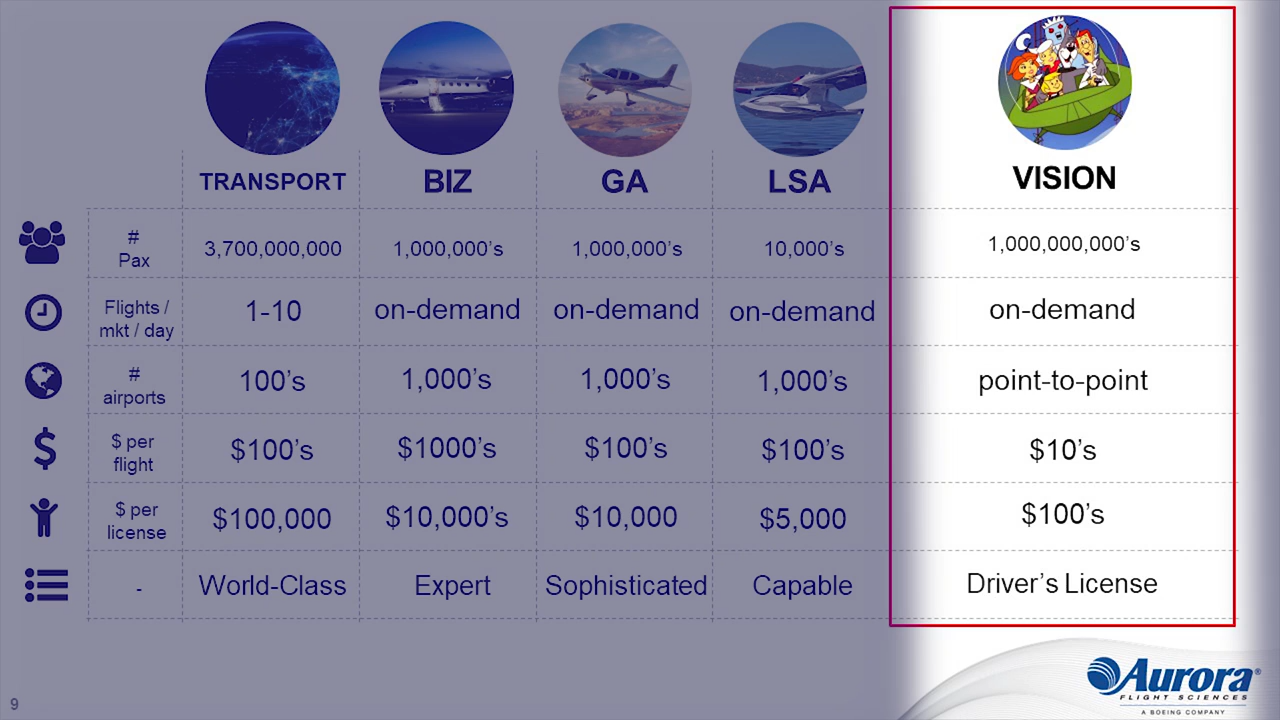 TRANSPORT BIZ GA LSA VISION
# Pax 3,700,000,000 1,000,000’s 1,000,000’s 10,000’s 1,000,000,000’s
Flights / mkt / day 1-10 on-demand on-demand on-demand on-demand
# airports 100’s 1,000’s 1,000’s 1,000’s point-to-point
$ per flight $100’s $1000’s $100’s $100’s $10’s
$ per license $100,000 $10,000’s $10,000 $5,000 $100’s
- World-Class Expert Sophisticated Capable Driver’s License
Aurora®
FLIGHT SCIENCES
A BOEING COMPANY
9